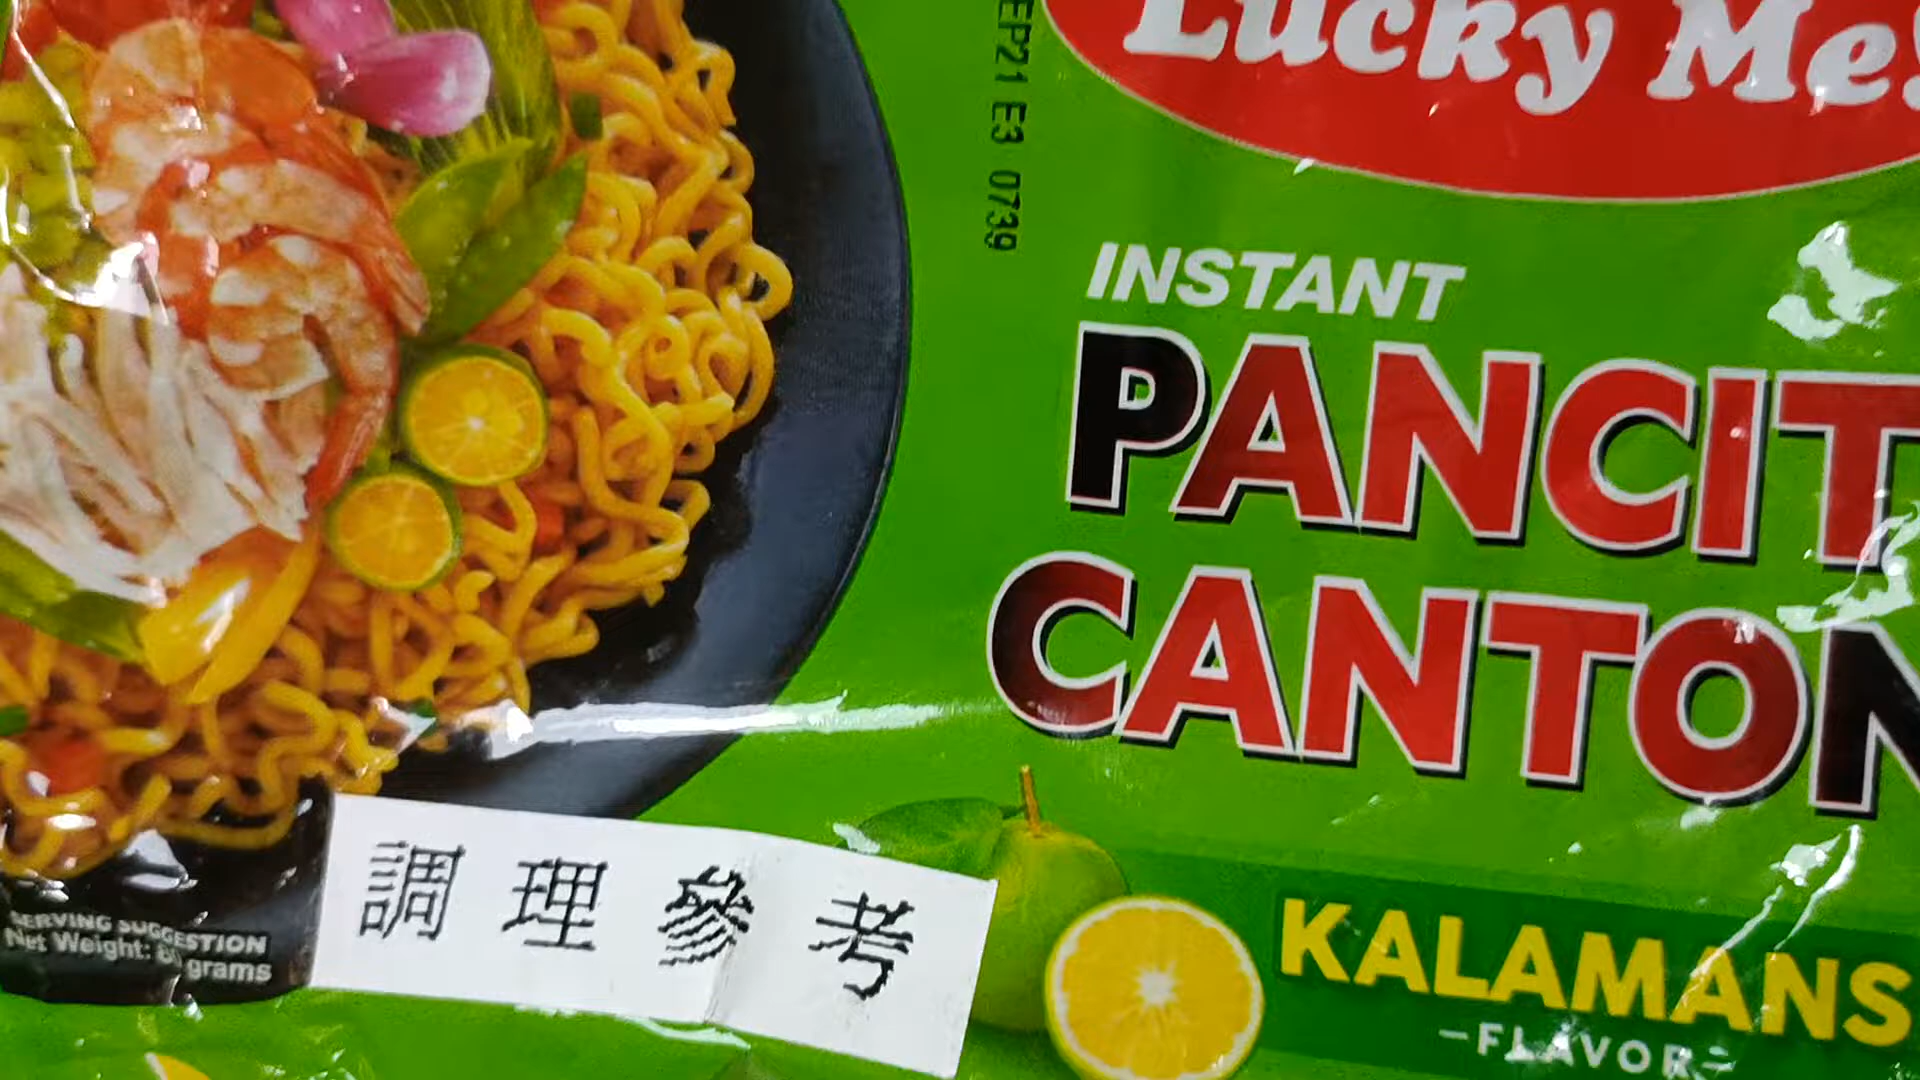 Lucky Me!
EP21 E3 0739
INSTANT
PANCIT
CANTON
KALAMANS
FLAVOR
調理參考
SERVING SUGGESTION
Net Weight: 80 grams